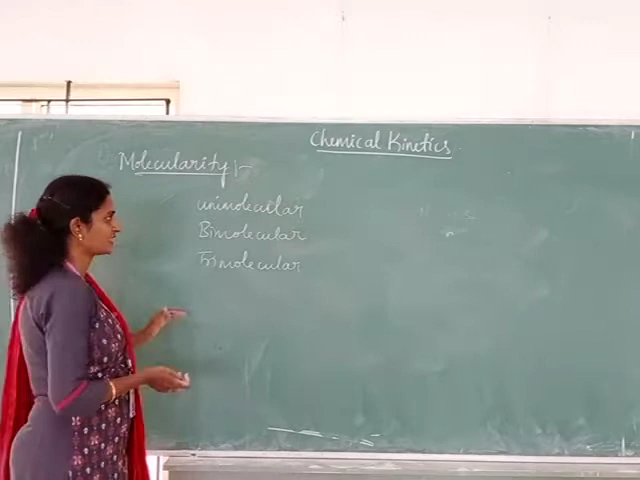 Chemical Kinetics
Molecularity :-
unimolecular
Bimolecular
Trimolecular